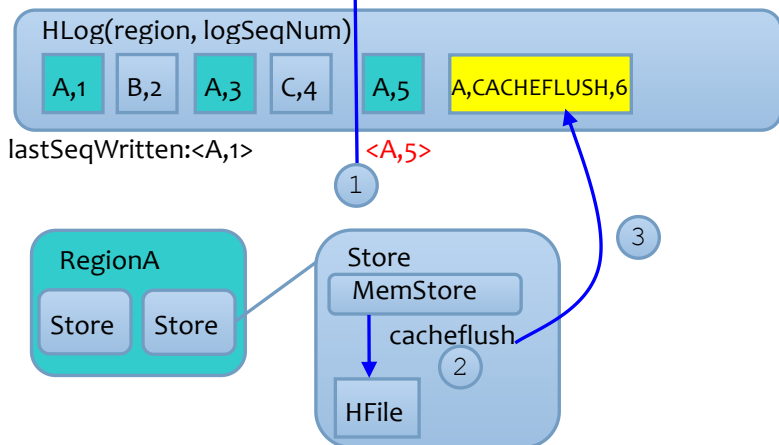 HLog(region, logSeqNum)
A,1 B,2 A,3 C,4 A,5 A,CACHEFLUSH,6
lastSeqWritten:<A,1> <A,5>
1
3
RegionA
Store Store
Store
MemStore
cacheflush
2
HFile